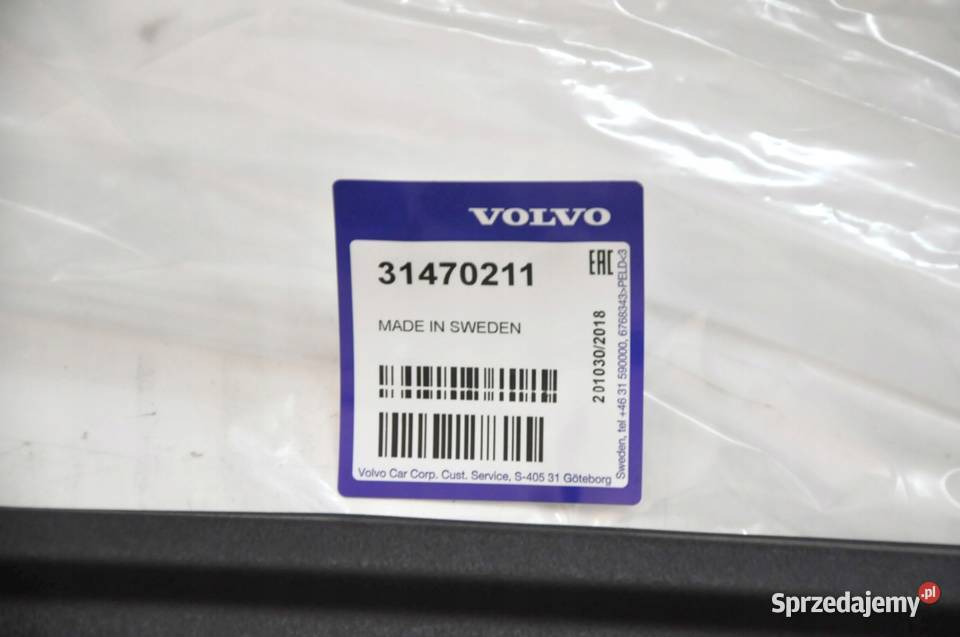 VOLVO
31470211
EAC
MADE IN SWEDEN
201030/2018
Sweden, tel +46 31 590000, 6768343>PELD<3
Volvo Car Corp. Cust. Service, S-405 31 Göteborg
Sprzedajemy.pl